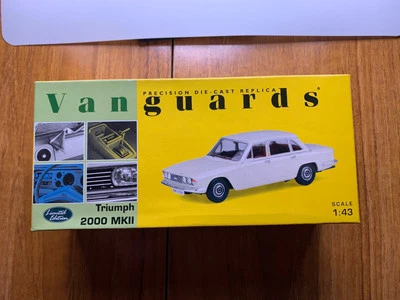 Vanguards
PRECISION DIE-CAST REPLICA
Limited
Edition
Triumph
2000 MKII
SCALE
1:43